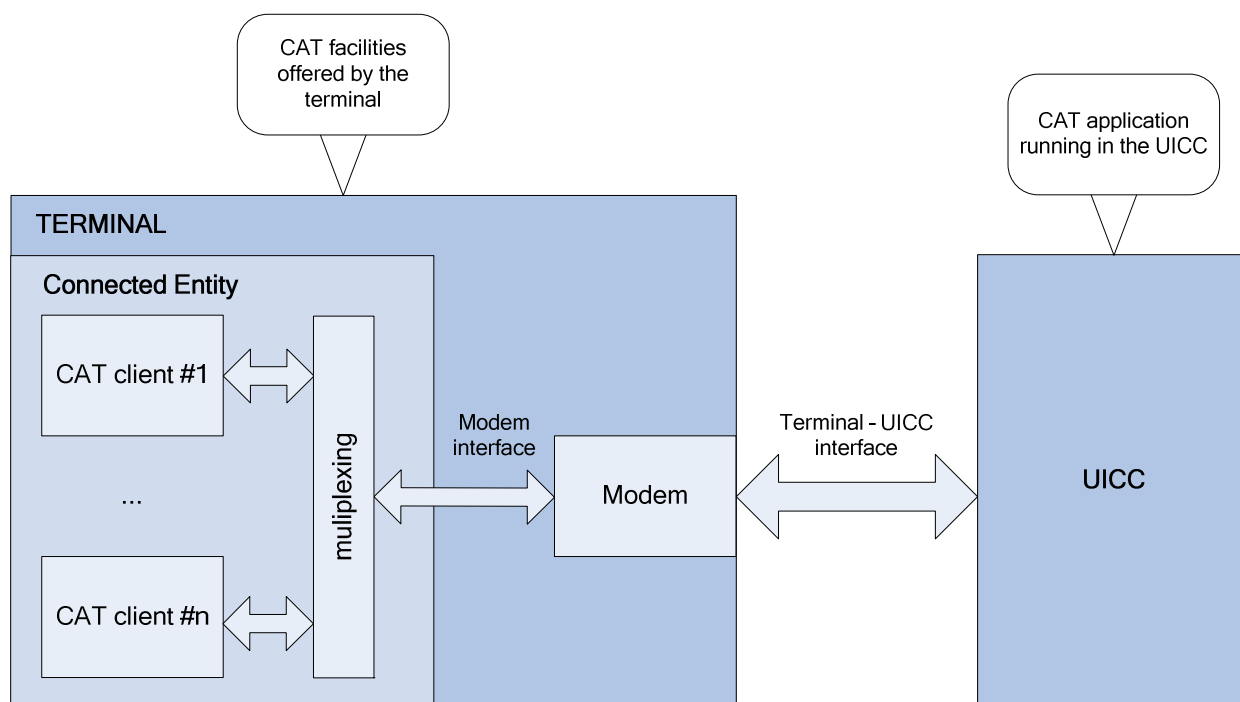 CAT facilities
offered by the
terminal
CAT application
running in the UICC
TERMINAL
Connected Entity
CAT client #1
...
CAT client #n
muliplexing
Modem
interface
Modem
Terminal - UICC
interface
UICC